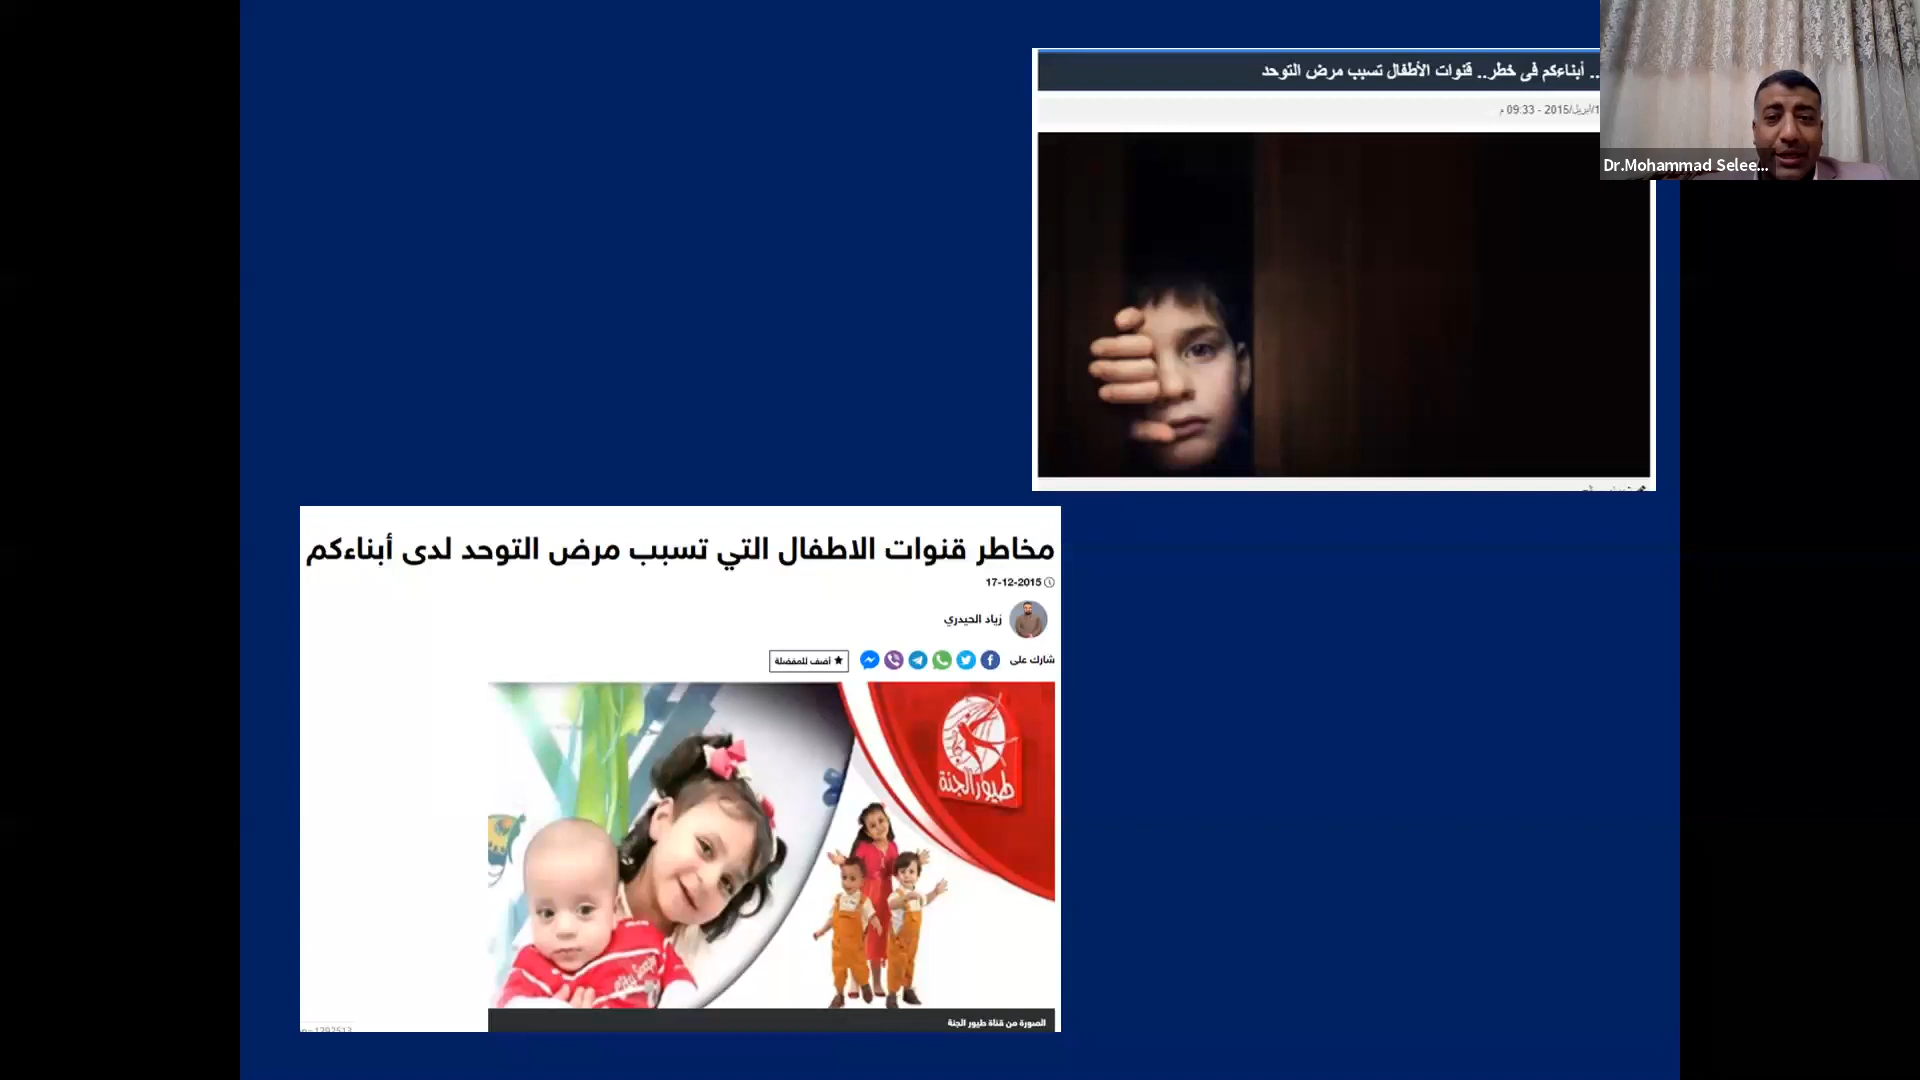 .. أبناءكم فى خطر.. قنوات الأطفال تسبب مرض التوحد
1/أبريل/2015 - 09:33 م
Dr.Mohammad Selee...
مخاطر قنوات الاطفال التي تسبب مرض التوحد لدى أبناءكم
17-12-2015
زياد الحيدري
شارك على
أضف للمفضلة
طيور الجنة
الصورة من قناة طيور الجنة